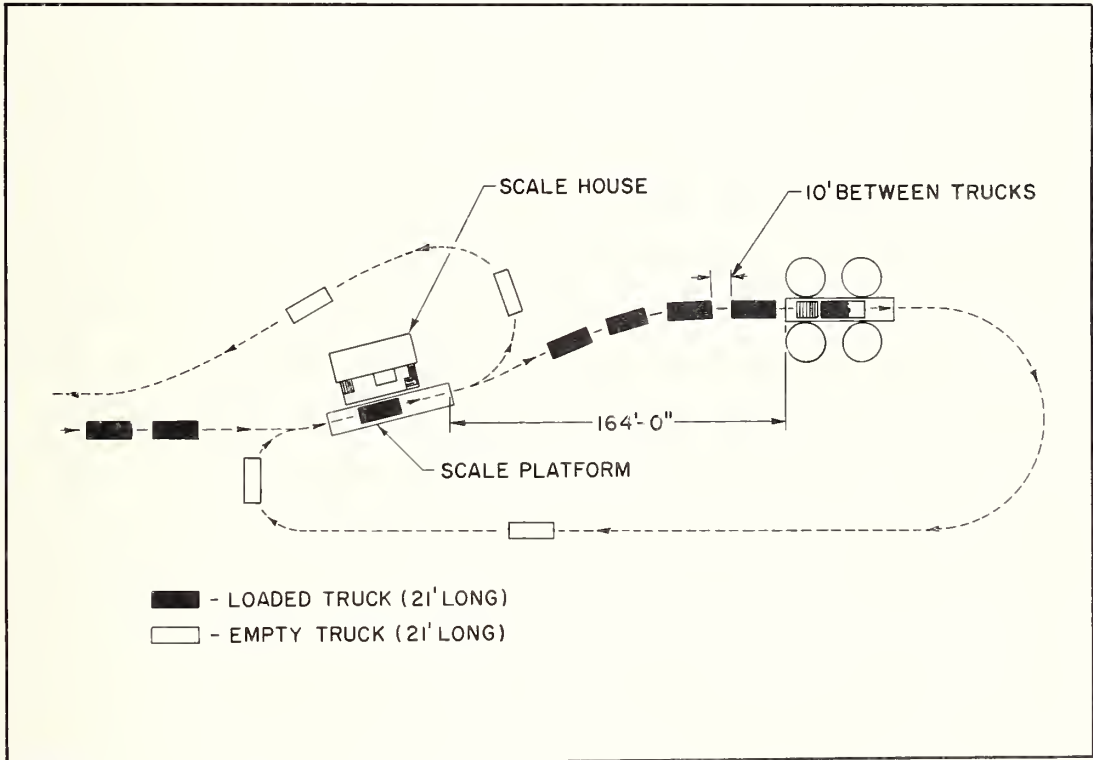 SCALE HOUSE
10' BETWEEN TRUCKS
164'-0"
SCALE PLATFORM
- LOADED TRUCK (21' LONG)
- EMPTY TRUCK (21' LONG)